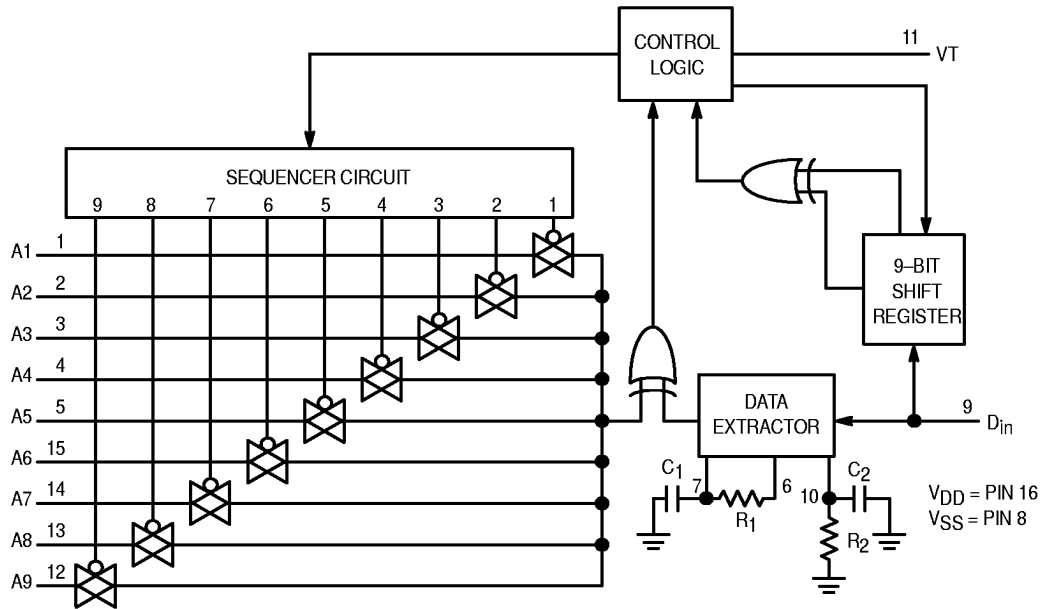 CONTROL
LOGIC
11
VT
SEQUENCER CIRCUIT
9 8 7 6 5 4 3 2 1
A1 1
A2 2
A3 3
A4 4
A5 5
A6 15
A7 14
A8 13
A9 12
9–BIT
SHIFT
REGISTER
DATA
EXTRACTOR
9
Din
C1
7
R1
6
10
C2
R2
VDD = PIN 16
VSS = PIN 8